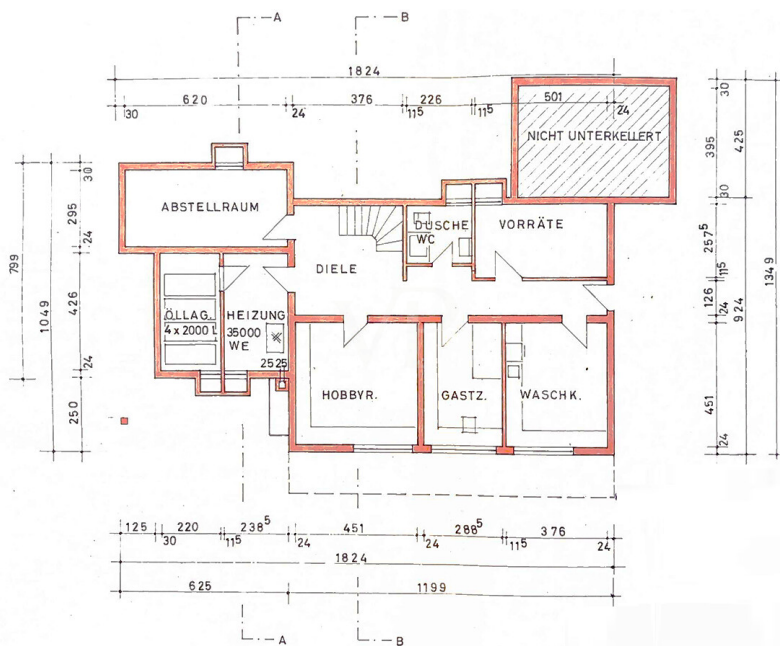 A
B
1824
620
376
226
501
30
24
11⁵
11⁵
24
30
395
30
425
257⁵
11⁵
126
24
924
1349
451
24
30
295
24
799
1049
426
24
250
NICHT UNTERKELLERT
ABSTELLRAUM
DUSCHE
WC
VORRÄTE
DIELE
ÖLLAG.
4 x 2000 L
HEIZUNG
35000
WE
25 25
HOBBYR.
GASTZ.
WASCHK.
125
220
238⁵
451
286⁵
376
30
11⁵
24
24
11⁵
24
1824
625
1199
A
B